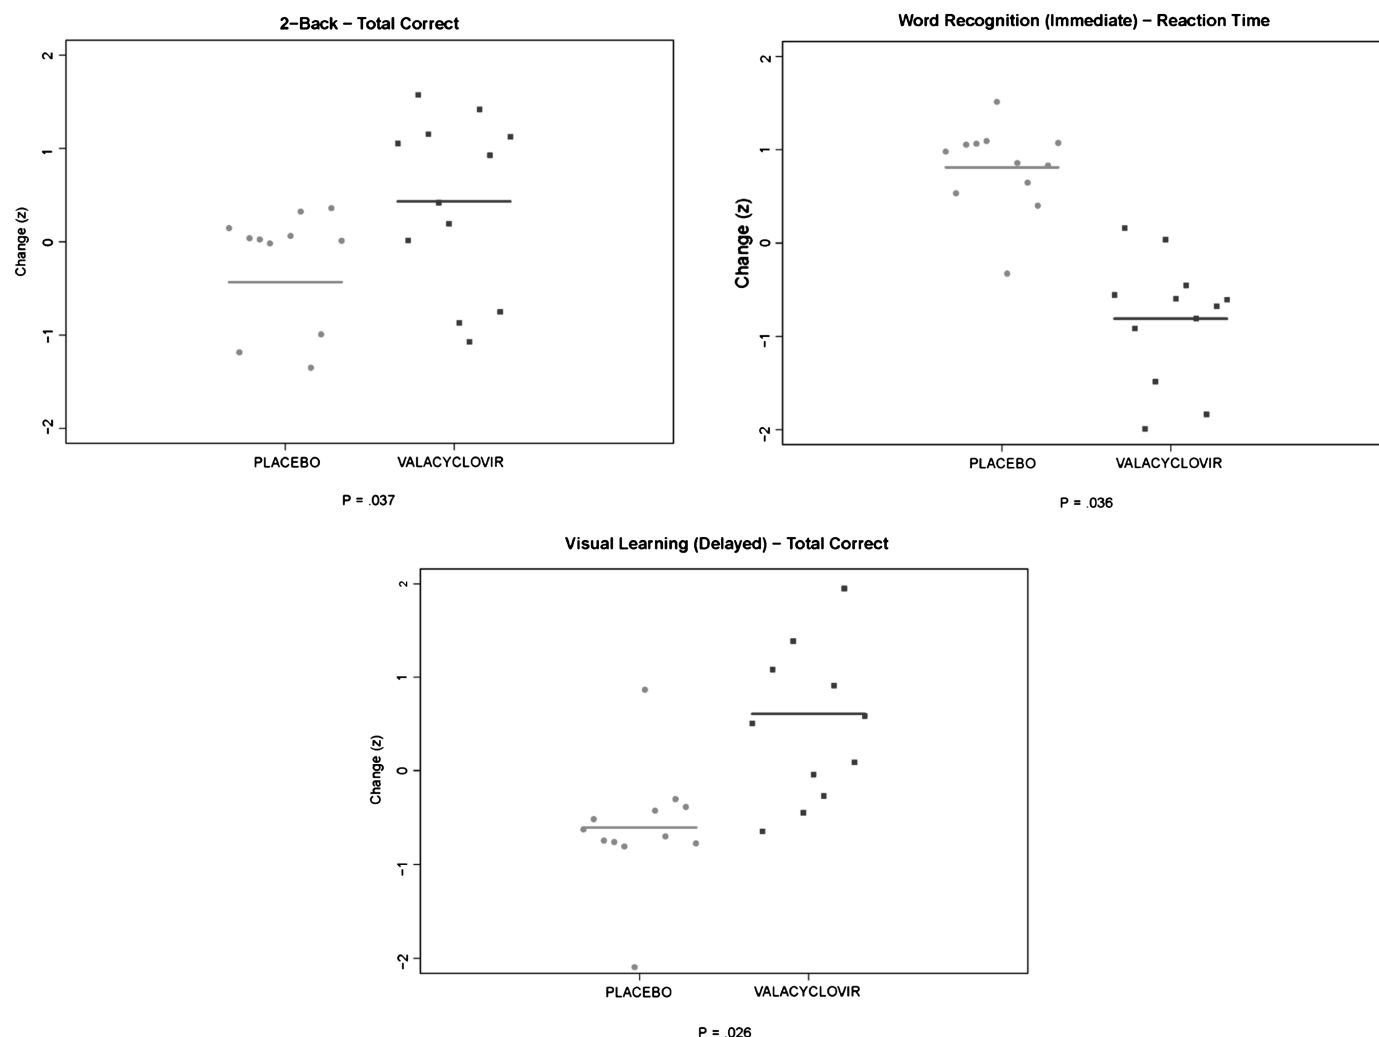 2−Back − Total Correct
Change (z)
2
1
0
-1
-2
PLACEBO VALACYCLOVIR
P = .037
Word Recognition (Immediate) − Reaction Time
Change (z)
2
1
0
-1
-2
PLACEBO VALACYCLOVIR
P = .036
Visual Learning (Delayed) − Total Correct
Change (z)
2
1
0
-1
-2
PLACEBO VALACYCLOVIR
P = .026